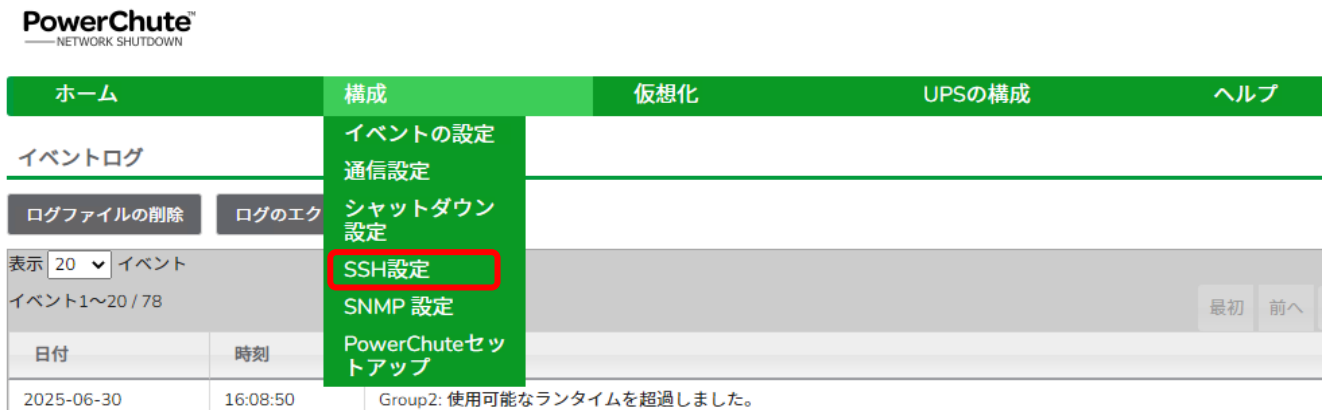 PowerChute™
NETWORK SHUTDOWN
ホーム 構成 仮想化 UPSの構成 ヘルプ
イベントの設定
通信設定
シャットダウン
設定
SSH設定
SNMP 設定
PowerChuteセッ
トアップ
イベントログ
ログファイルの削除 ログのエク
表示 20 イベント
イベント1～20 / 78
最初 前へ
日付 時刻
2025-06-30 16:08:50 Group2: 使用可能なランタイムを超過しました。